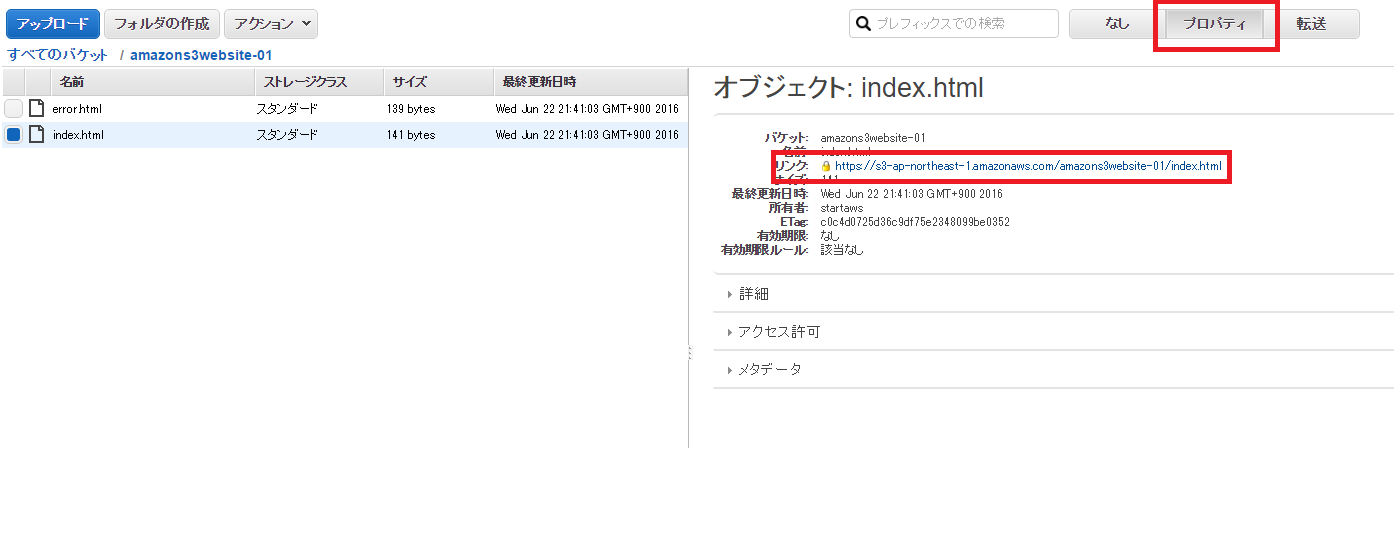 アップロード フォルダの作成 アクション プレフィックスでの検索 なし プロパティ 転送
すべてのバケット / amazons3website-01
名前 ストレージクラス サイズ 最終更新日時
error.html スタンダード 139 bytes Wed Jun 22 21:41:03 GMT+900 2016
index.html スタンダード 141 bytes Wed Jun 22 21:41:03 GMT+900 2016
オブジェクト: index.html
バケット: amazons3website-01
名前: index.html
リンク: https://s3-ap-northeast-1.amazonaws.com/amazons3website-01/index.html
サイズ: 141
最終更新日時: Wed Jun 22 21:41:03 GMT+900 2016
所有者: startaws
ETag: c0c4d0725d36c9df75e2348099be0352
有効期限: なし
有効期限ルール: 該当なし
詳細
アクセス許可
メタデータ